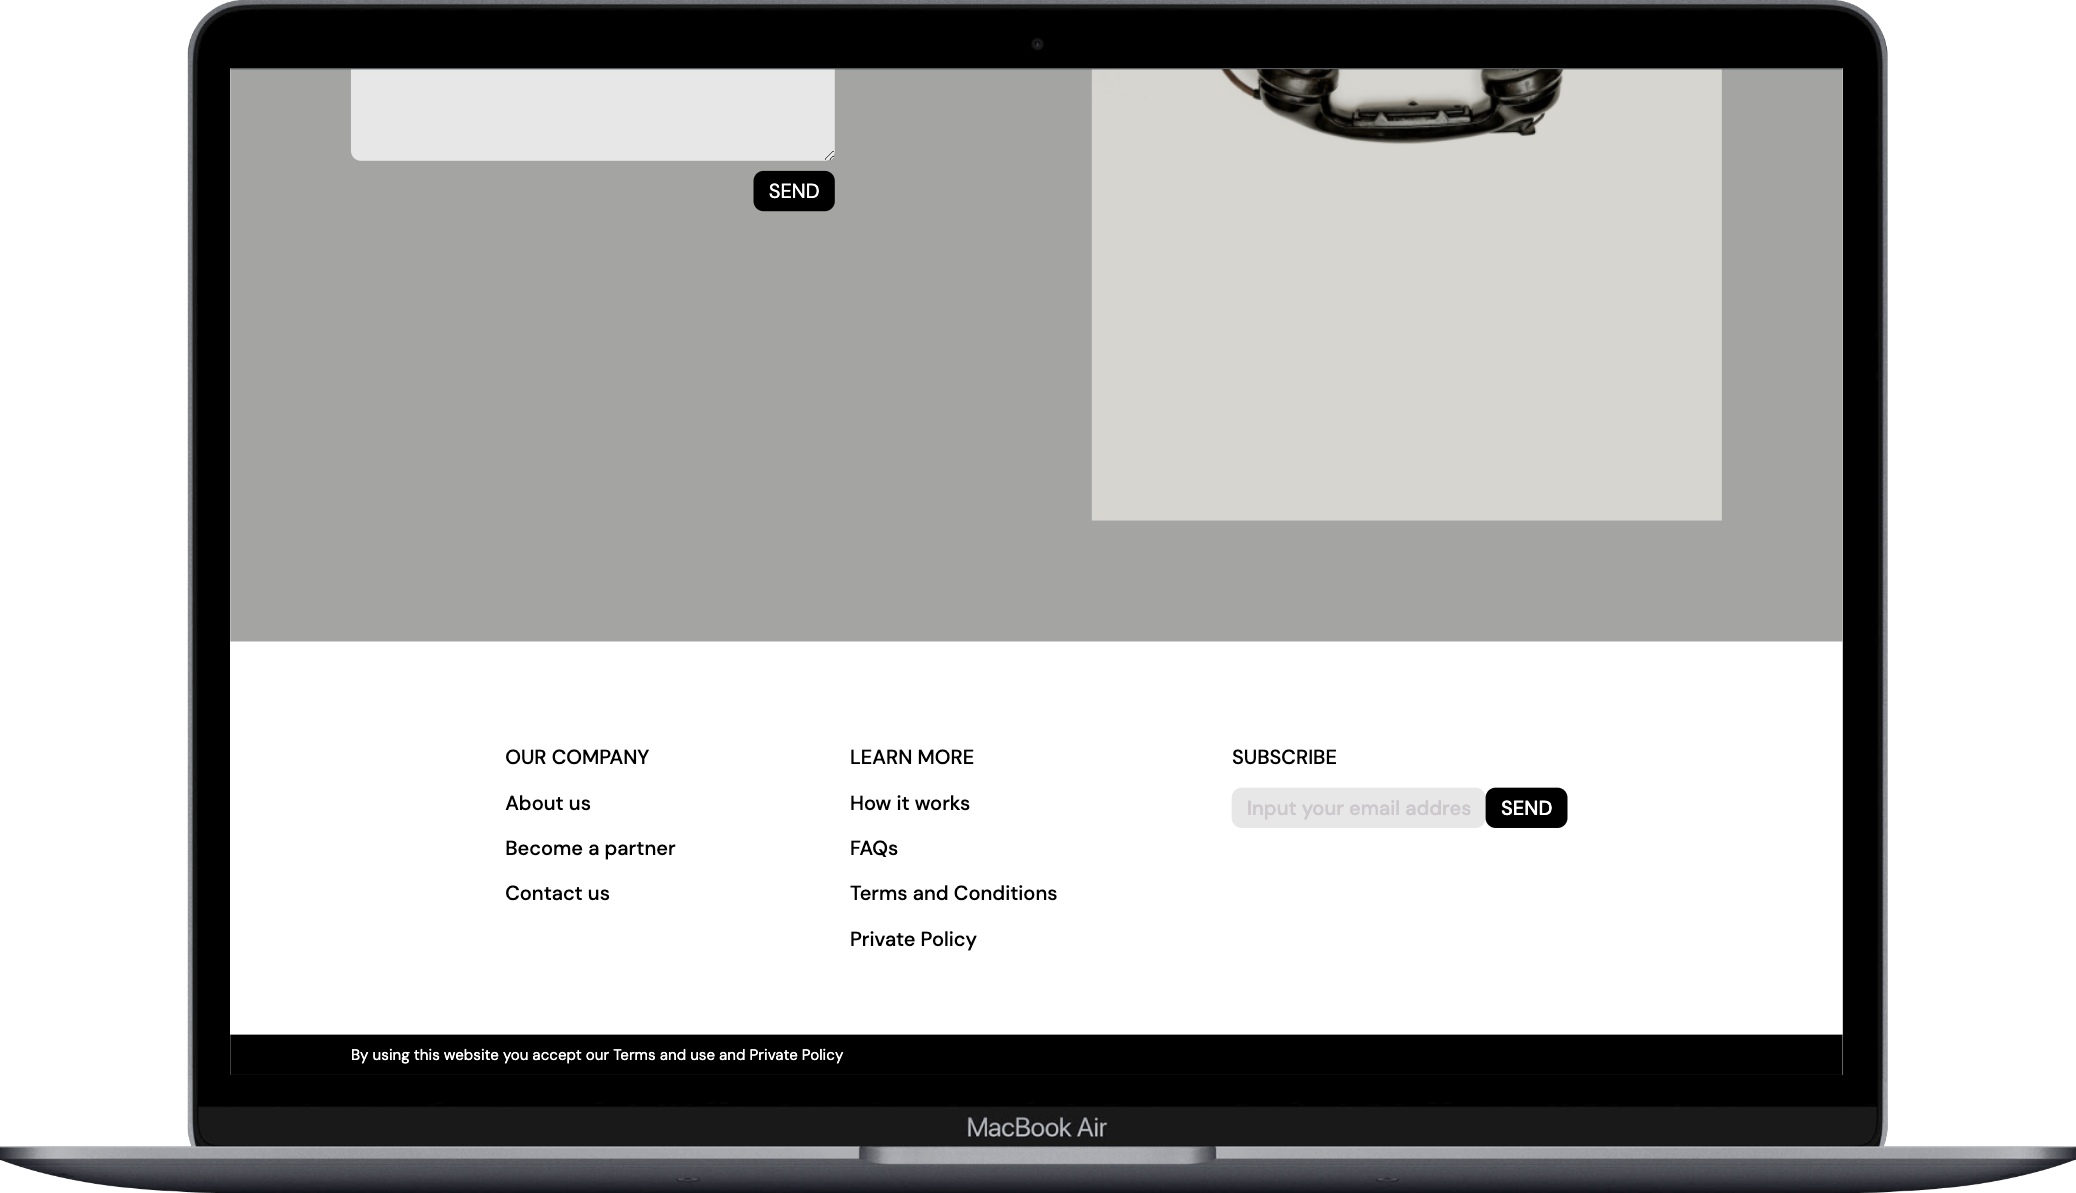 SEND
OUR COMPANY
About us
Become a partner
Contact us
LEARN MORE
How it works
FAQs
Terms and Conditions
Private Policy
SUBSCRIBE
Input your email addres
SEND
By using this website you accept our Terms and use and Private Policy
MacBook Air